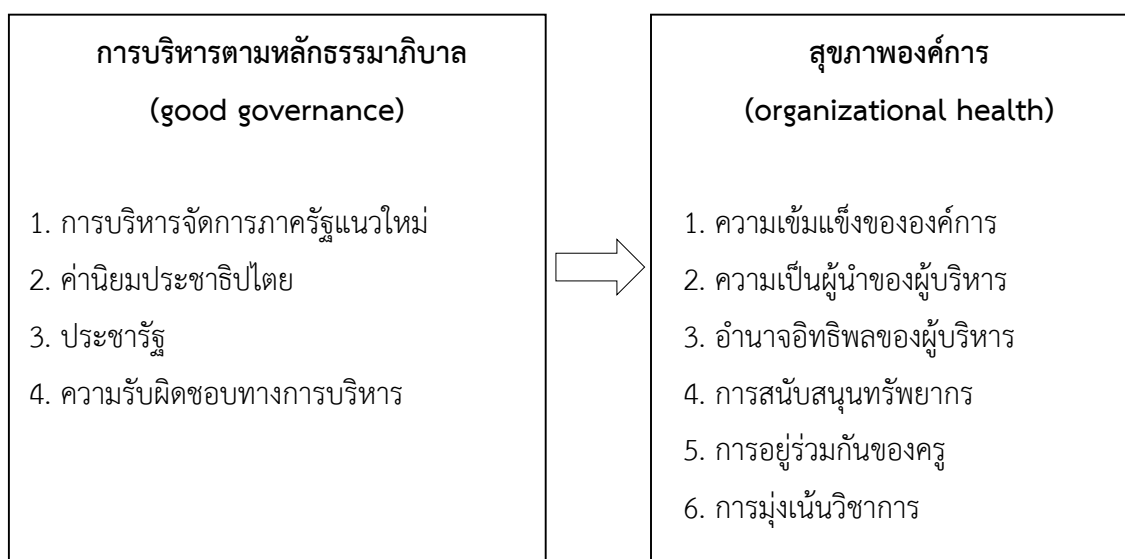 การบริหารตามหลักธรรมาภิบาล
(good governance)
1. การบริหารจัดการภาครัฐแนวใหม่
2. ค่านิยมประชาธิปไตย
3. ประชารัฐ
4. ความรับผิดชอบทางการบริหาร
สุขภาพองค์การ
(organizational health)
1. ความเข้มแข็งขององค์การ
2. ความเป็นผู้นำของผู้บริหาร
3. อำนาจอิทธิพลของผู้บริหาร
4. การสนับสนุนทรัพยากร
5. การอยู่ร่วมกันของครู
6. การมุ่งเน้นวิชาการ